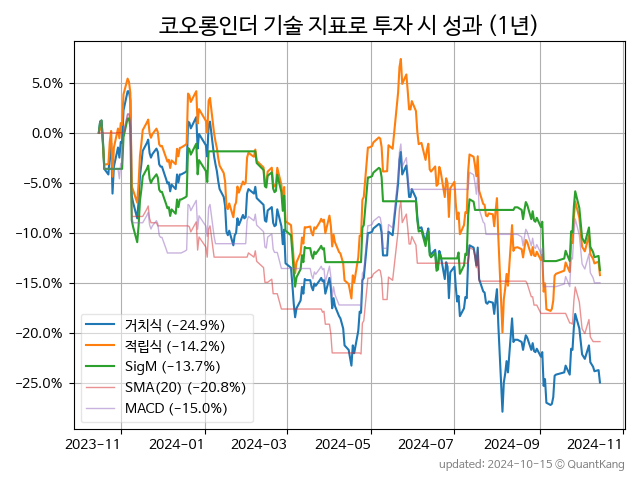 코오롱인더 기술 지표로 투자 시 성과 (1년)
5.0%
0.0%
−5.0%
−10.0%
−15.0%
−20.0%
−25.0%
거치식 (−24.9%)
적립식 (−14.2%)
SigM (−13.7%)
SMA(20) (−20.8%)
MACD (−15.0%)
2023−11 2024−01 2024−03 2024−05 2024−07 2024−09 2024−11
updated: 2024-10-15 © QuantKang